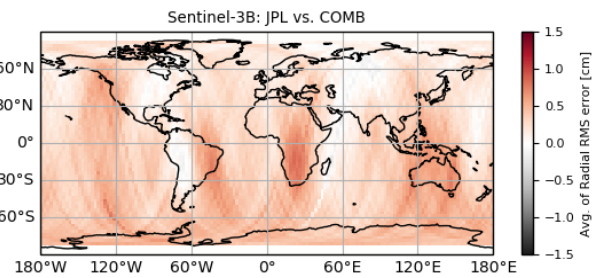 Sentinel-3B: JPL vs. COMB
60°N
30°N
0°
30°S
60°S
180°W 120°W 60°W 0° 60°E 120°E 180°E
1.5
1.0
0.5
0.0
−0.5
−1.0
−1.5
Avg. of Radial RMS error [cm]